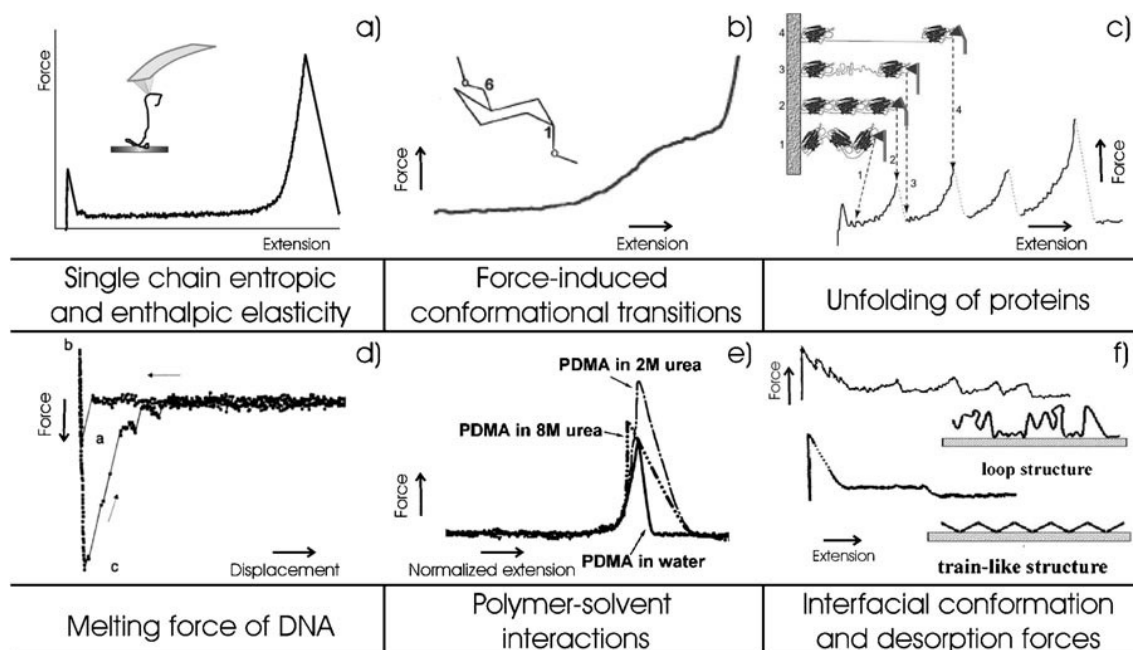 a)
Force
Extension
Single chain entropic
and enthalpic elasticity
b)
6
1
Force
Extension
Force-induced
conformational transitions
c)
4
3
2
1
1
2
3
4
Force
Extension
Unfolding of proteins
d)
b
Force
a
c
Displacement
Melting force of DNA
e)
PDMA in 2M urea
PDMA in 8M urea
Force
PDMA in water
Normalized extension
Polymer-solvent
interactions
f)
Force
loop structure
Extension
train-like structure
Interfacial conformation
and desorption forces